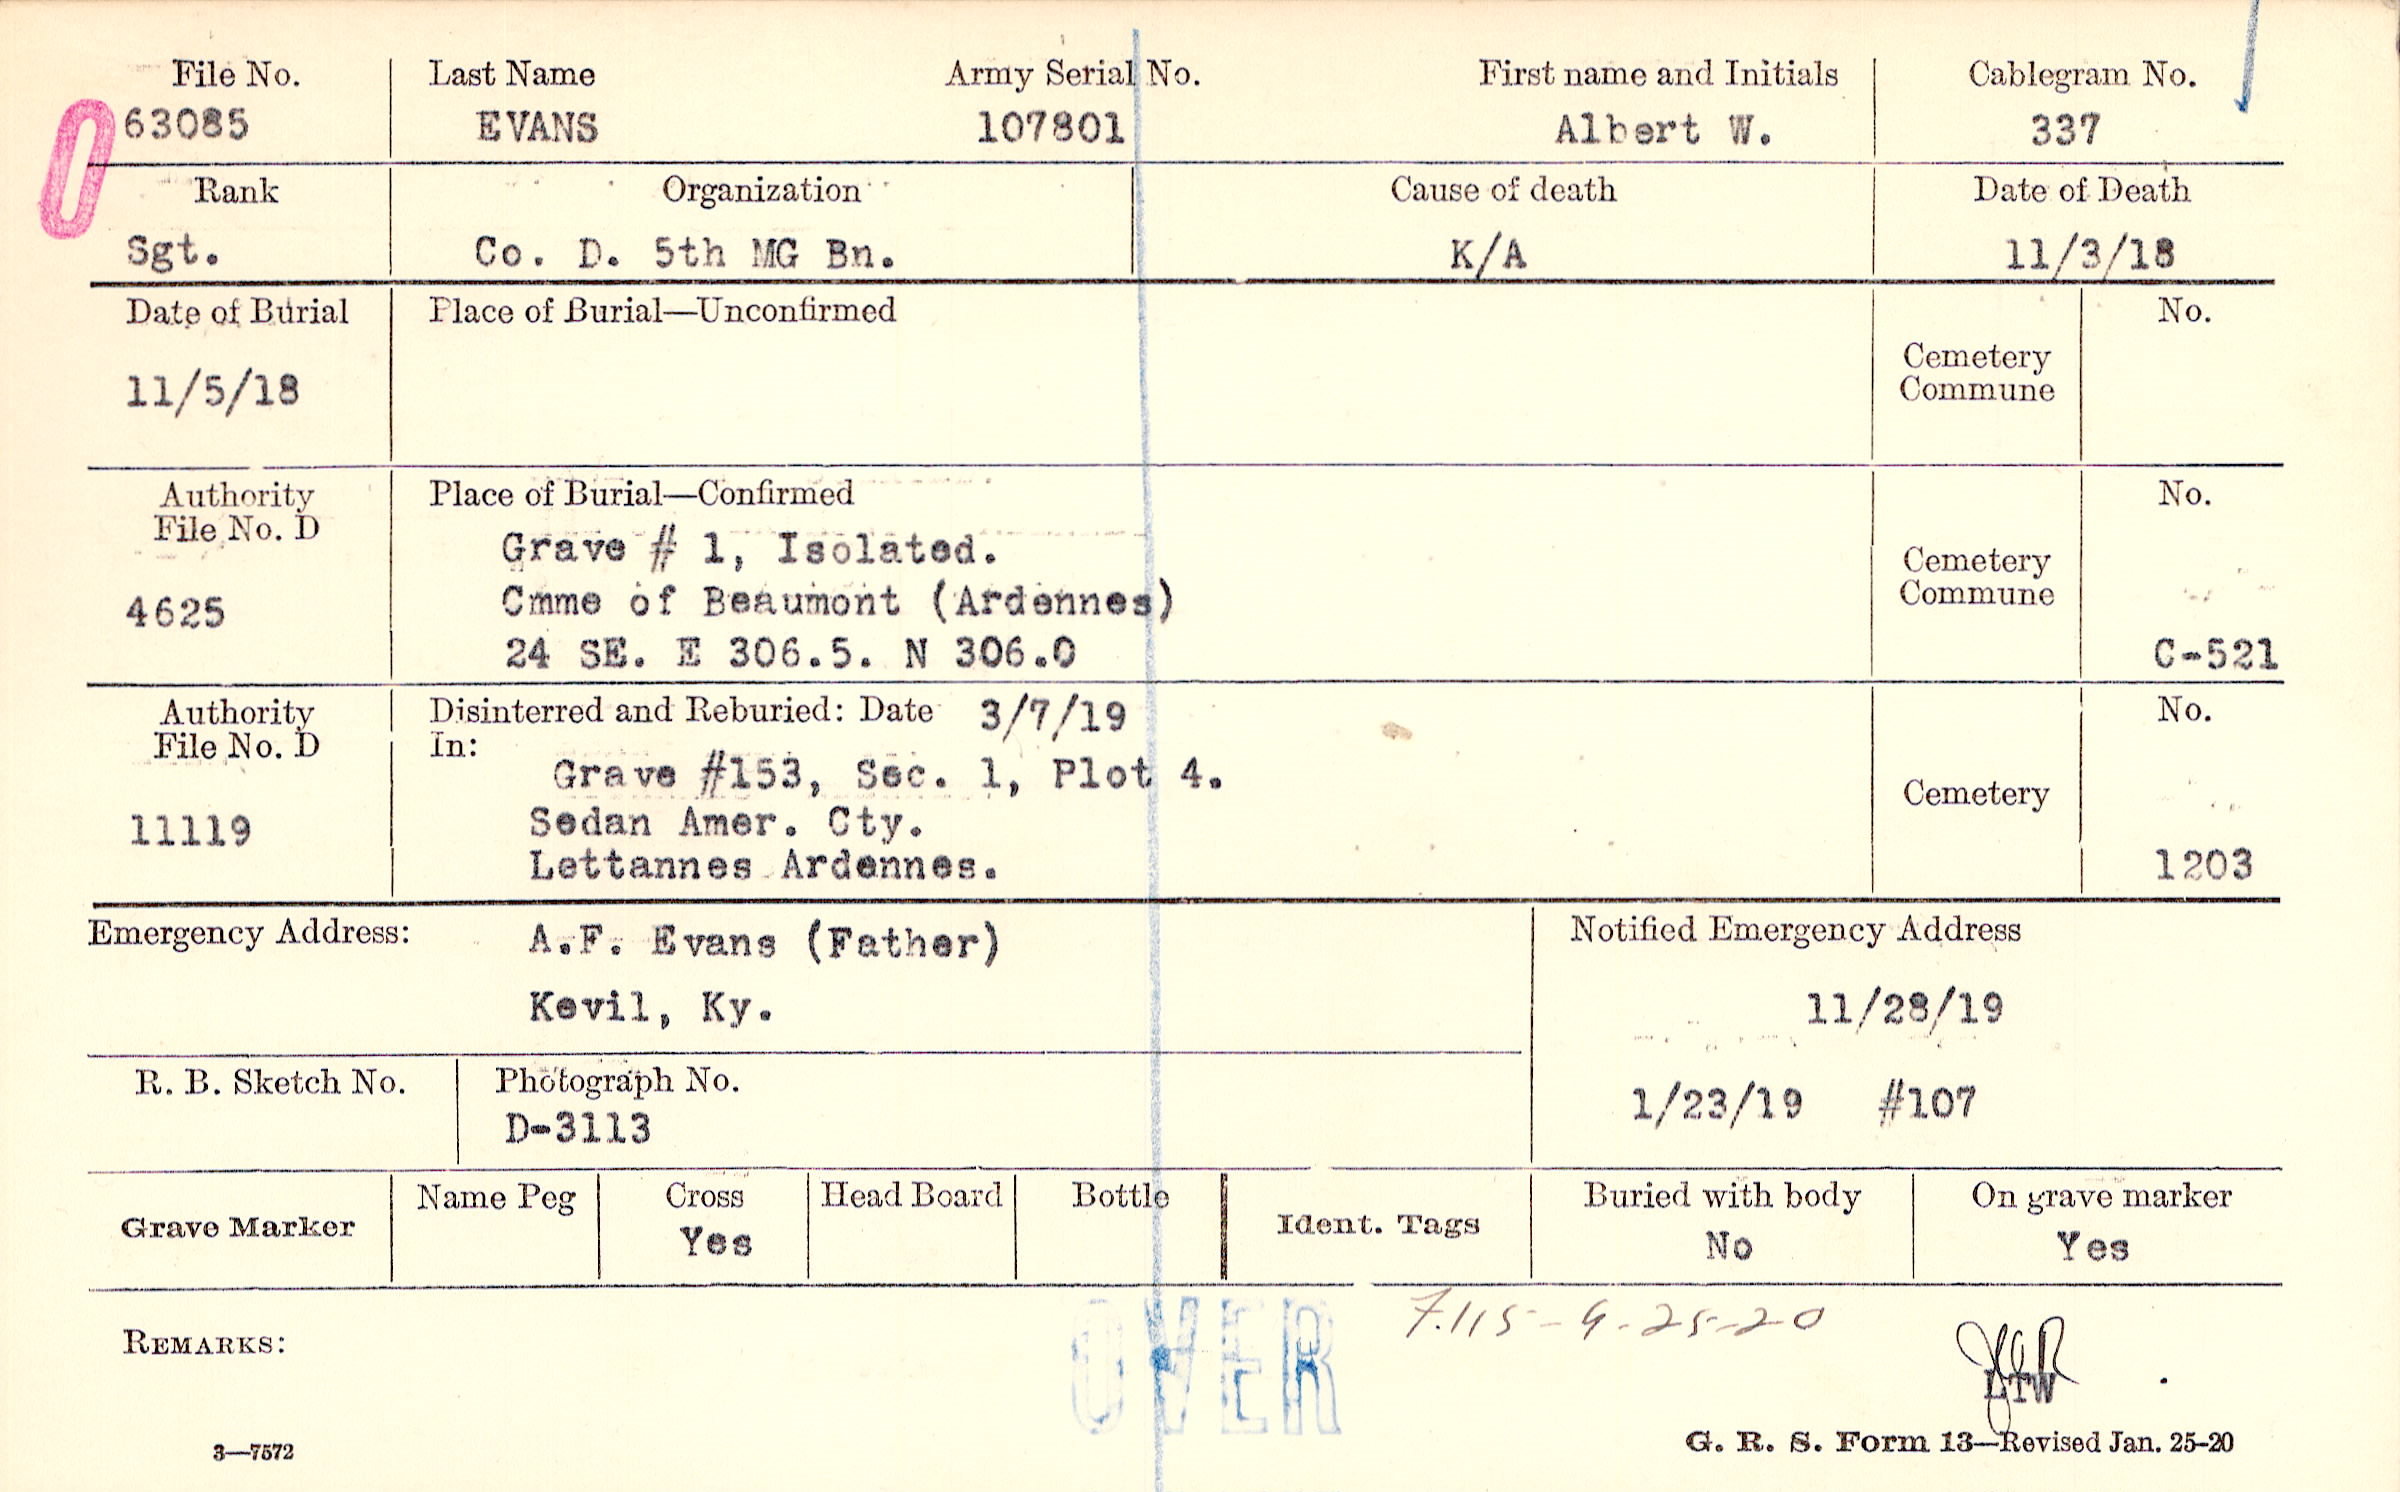 File No. Last Name Army Serial No. First name and Initials Cablegram No.
63085 EVANS 107801 Albert W. 337
Rank Organization Cause of death Date of Death
Sgt. Co. D. 5th MG Bn. K/A 11/3/18
Date of Burial Place of Burial—Unconfirmed No.
11/5/18
Cemetery
Commune
Authority Place of Burial—Confirmed No.
File No. D
4625
Grave # 1, Isolated.
Cmme of Beaumont (Ardennes)
24 SE. E 306.5. N 306.0
Cemetery
Commune
C-521
Authority Disinterred and Reburied: Date 3/7/19 No.
File No. D In:
11119
Grave #153, Sec. 1, Plot 4.
Sedan Amer. Cty.
Lettannes Ardennes.
Cemetery
1203
Emergency Address: A.F. Evans (Father)
Kevil, Ky.
Notified Emergency Address
11/28/19
1/23/19 #107
R. B. Sketch No. Photograph No.
D-3113
Grave Marker Name Peg Cross Head Board Bottle Ident. Tags Buried with body On grave marker
Yes No Yes
OVER
7.115-9-25-20
REMARKS:
LTW
3—7572
G. R. S. Form 13—Revised Jan. 25-20